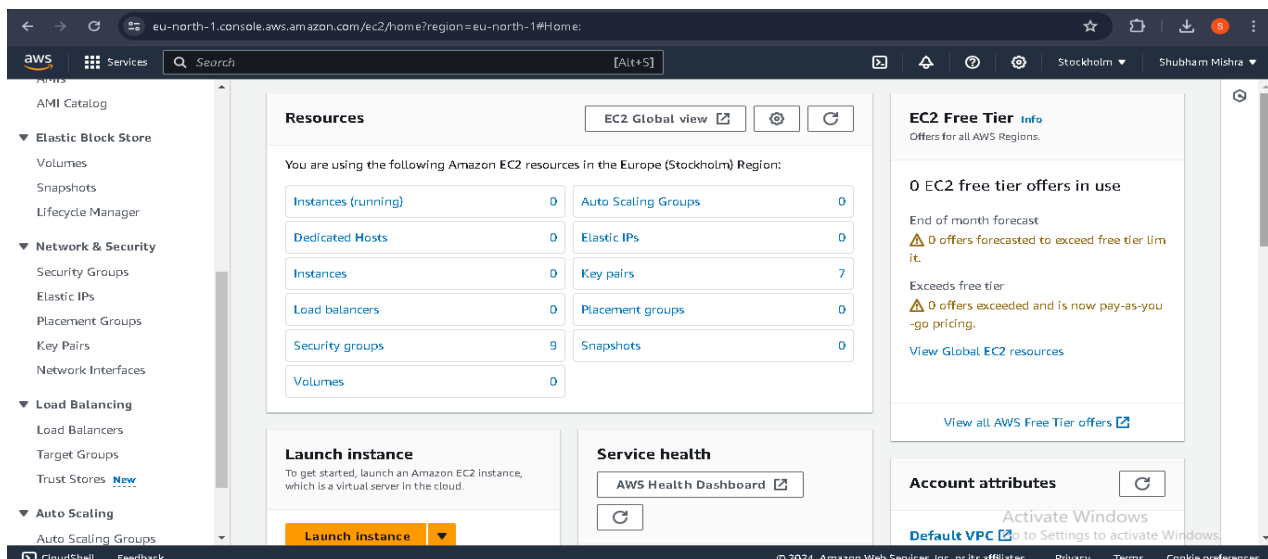 eu-north-1.console.aws.amazon.com/ec2/home?region=eu-north-1#Home:
S
aws
Services
Search
[Alt+S]
Stockholm ▼
Shubham Mishra ▼
AMIs
AMI Catalog
▼ Elastic Block Store
Volumes
Snapshots
Lifecycle Manager
▼ Network & Security
Security Groups
Elastic IPs
Placement Groups
Key Pairs
Network Interfaces
▼ Load Balancing
Load Balancers
Target Groups
Trust Stores New
▼ Auto Scaling
Auto Scaling Groups
Resources
EC2 Global view
You are using the following Amazon EC2 resources in the Europe (Stockholm) Region:
Instances (running) 0
Auto Scaling Groups 0
Dedicated Hosts 0
Elastic IPs 0
Instances 0
Key pairs 7
Load balancers 0
Placement groups 0
Security groups 9
Snapshots 0
Volumes 0
Launch instance
To get started, launch an Amazon EC2 instance,
which is a virtual server in the cloud.
Launch instance ▼
Service health
AWS Health Dashboard
EC2 Free Tier Info
Offers for all AWS Regions.
0 EC2 free tier offers in use
End of month forecast
0 offers forecasted to exceed free tier lim
it.
Exceeds free tier
0 offers exceeded and is now pay-as-you
-go pricing.
View Global EC2 resources
View all AWS Free Tier offers
Account attributes
Default VPC
Activate Windows
to Settings to activate Windows.
CloudShell
Feedback
© 2024, Amazon Web Services, Inc. or its affiliates.
Privacy
Terms
Cookie preferences